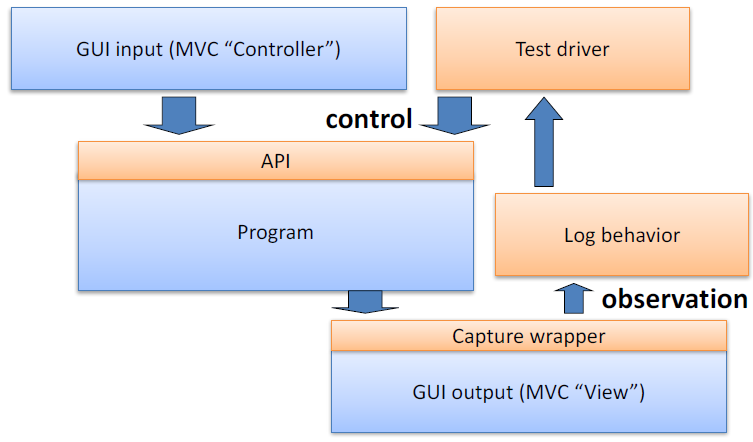 GUI input (MVC “Controller”)
Test driver
control
API
Program
Log behavior
observation
Capture wrapper
GUI output (MVC “View”)